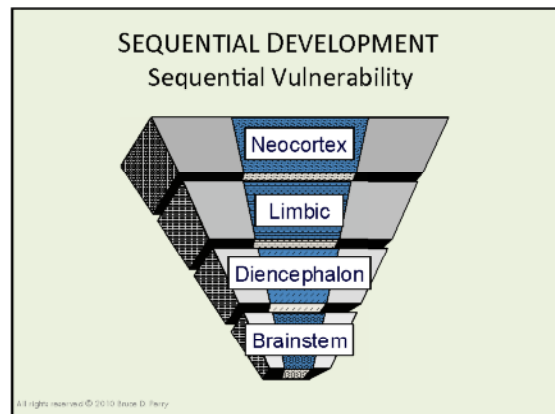 SEQUENTIAL DEVELOPMENT
Sequential Vulnerability
Neocortex
Limbic
Diencephalon
Brainstem
All rights reserved © 2010 Bruce D. Perry